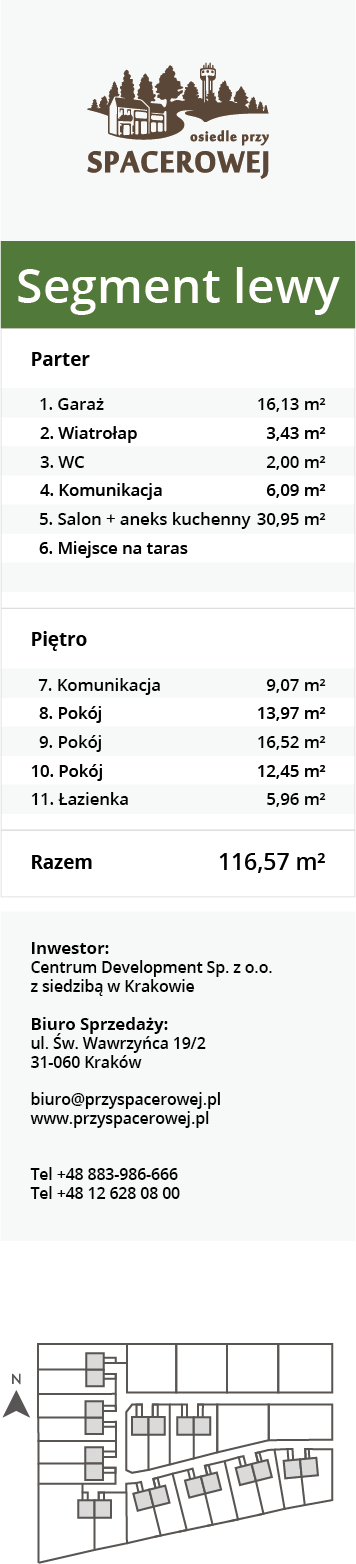 osiedle przy
SPACEROWEJ
Segment lewy
Parter
1. Garaż 16,13 m²
2. Wiatrołap 3,43 m²
3. WC 2,00 m²
4. Komunikacja 6,09 m²
5. Salon + aneks kuchenny 30,95 m²
6. Miejsce na taras
Piętro
7. Komunikacja 9,07 m²
8. Pokój 13,97 m²
9. Pokój 16,52 m²
10. Pokój 12,45 m²
11. Łazienka 5,96 m²
Razem 116,57 m²
Inwestor:
Centrum Development Sp. z o.o.
z siedzibą w Krakowie
Biuro Sprzedaży:
ul. Św. Wawrzyńca 19/2
31-060 Kraków
biuro@przyspacerowej.pl
www.przyspacerowej.pl
Tel +48 883-986-666
Tel +48 12 628 08 00
N